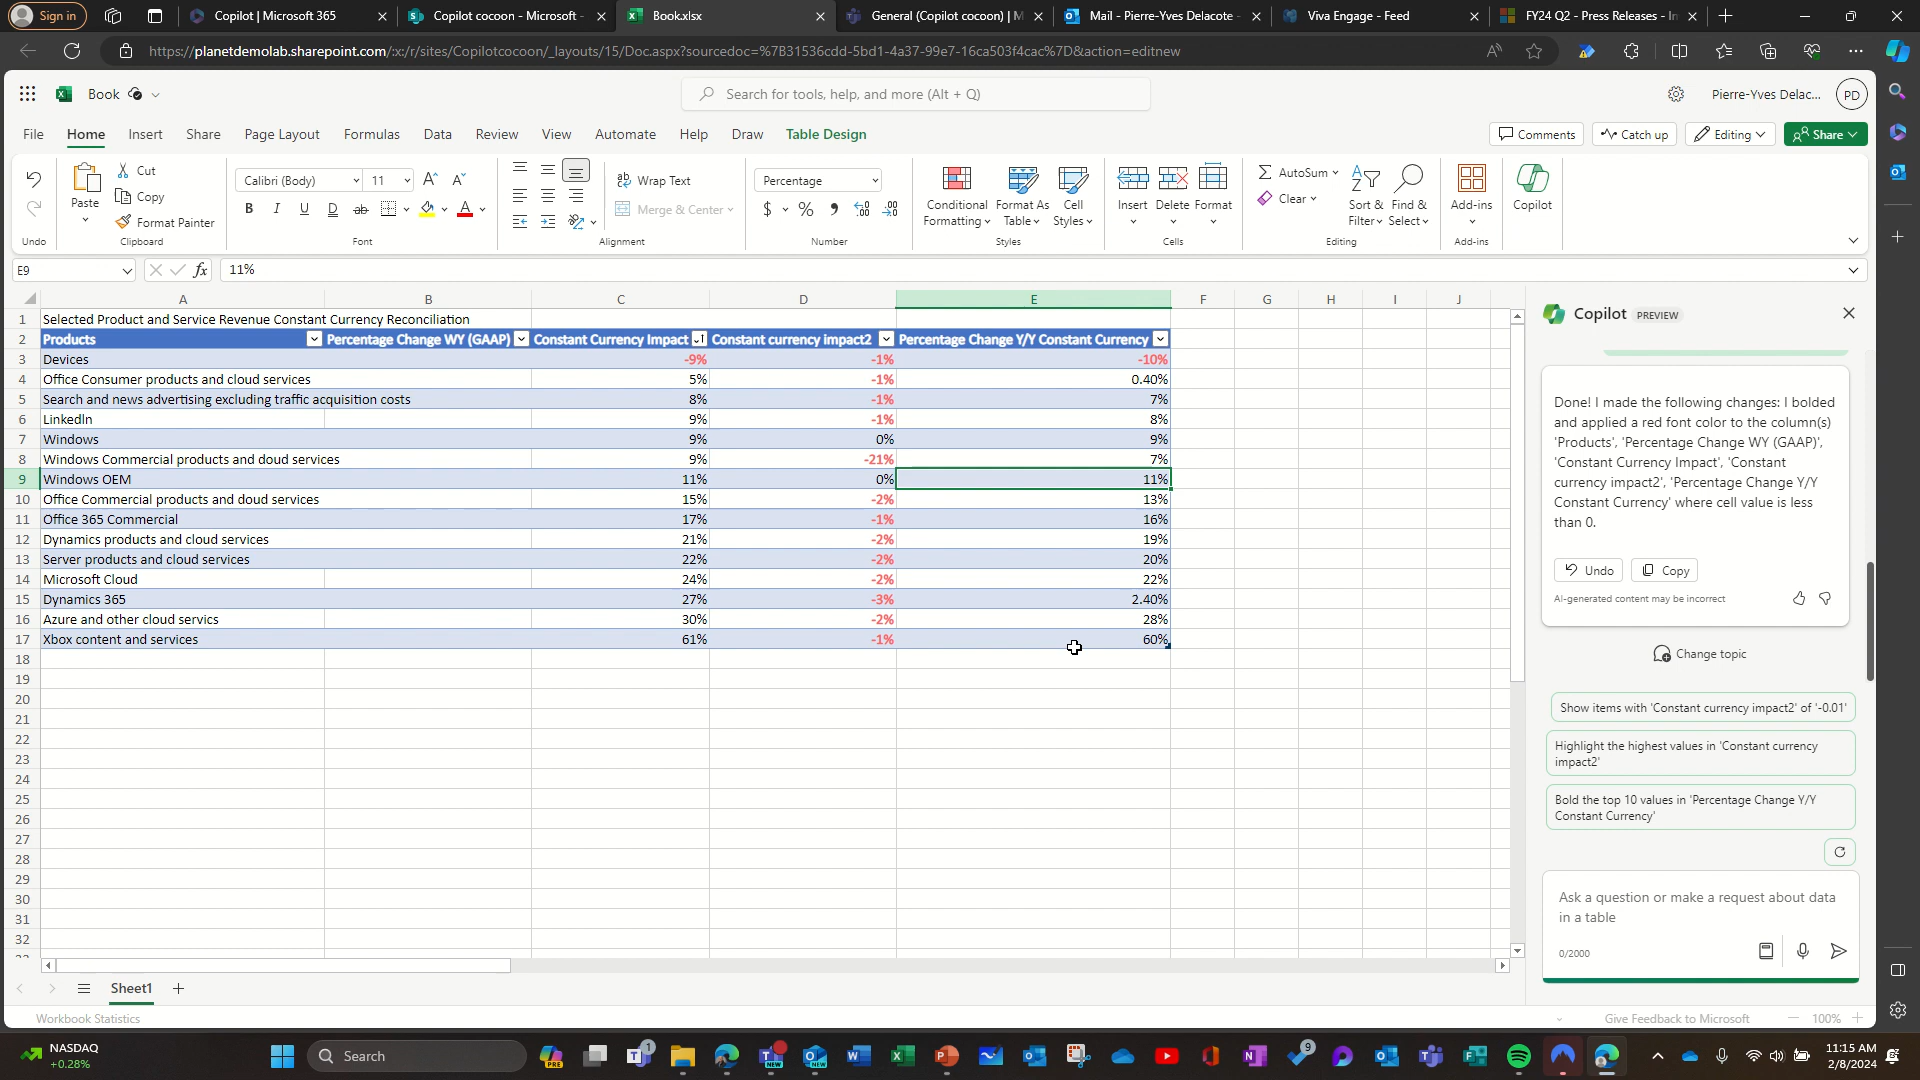 Sign in
Copilot | Microsoft 365
Copilot cocoon - Microsoft -
Book.xlsx
General (Copilot cocoon) | M
Mail - Pierre-Yves Delacote -
Viva Engage - Feed
FY24 Q2 - Press Releases - In
https://planetdemolab.sharepoint.com/:x:/r/sites/Copilotcocoon/_layouts/15/Doc.aspx?sourcedoc=%7B31536cdd-5bd1-4a37-99e7-16ca503f4cac%7D&action=editnew
Book
Search for tools, help, and more (Alt + Q)
Pierre-Yves Delac...
PD
File Home Insert Share Page Layout Formulas Data Review View Automate Help Draw Table Design
Comments Catch up Editing Share
Paste
Cut
Copy
Format Painter
Calibri (Body) 11
B I U D ab A
Wrap Text
Merge & Center
Percentage
$ % 9
Conditional Formatting
Format As Table
Cell Styles
Insert Delete Format
AutoSum
Clear
Sort & Filter
Find & Select
Add-ins
Copilot
Undo Clipboard Font Alignment Number Styles Cells Editing Add-ins
E9 fx 11%
A B C D E F G H I J
1 Selected Product and Service Revenue Constant Currency Reconciliation
2 Products Percentage Change WY (GAAP) Constant Currency Impact Constant currency impact2 Percentage Change Y/Y Constant Currency
3 Devices -9% -1% -10%
4 Office Consumer products and cloud services 5% -1% 0.40%
5 Search and news advertising excluding traffic acquisition costs 8% -1% 7%
6 LinkedIn 9% -1% 8%
7 Windows 9% 0% 9%
8 Windows Commercial products and doud services 9% -21% 7%
9 Windows OEM 11% 0% 11%
10 Office Commercial products and doud services 15% -2% 13%
11 Office 365 Commercial 17% -1% 16%
12 Dynamics products and cloud services 21% -2% 19%
13 Server products and cloud services 22% -2% 20%
14 Microsoft Cloud 24% -2% 22%
15 Dynamics 365 27% -3% 2.40%
16 Azure and other cloud servics 30% -2% 28%
17 Xbox content and services 61% -1% 60%
18
19
20
21
22
23
24
25
26
27
28
29
30
31
32
Copilot PREVIEW
Done! I made the following changes: I bolded
and applied a red font color to the column(s)
'Products', 'Percentage Change WY (GAAP)',
'Constant Currency Impact', 'Constant
currency impact2', 'Percentage Change Y/Y
Constant Currency' where cell value is less
than 0.
Undo Copy
AI-generated content may be incorrect
Change topic
Show items with 'Constant currency impact2' of '-0.01'
Highlight the highest values in 'Constant currency
impact2'
Bold the top 10 values in 'Percentage Change Y/Y
Constant Currency'
Ask a question or make a request about data
in a table
0/2000
Sheet1
Workbook Statistics
Give Feedback to Microsoft
100%
NASDAQ
+0.28%
Search
PRE
1
NEW
NEW
9
11:15 AM
2/8/2024